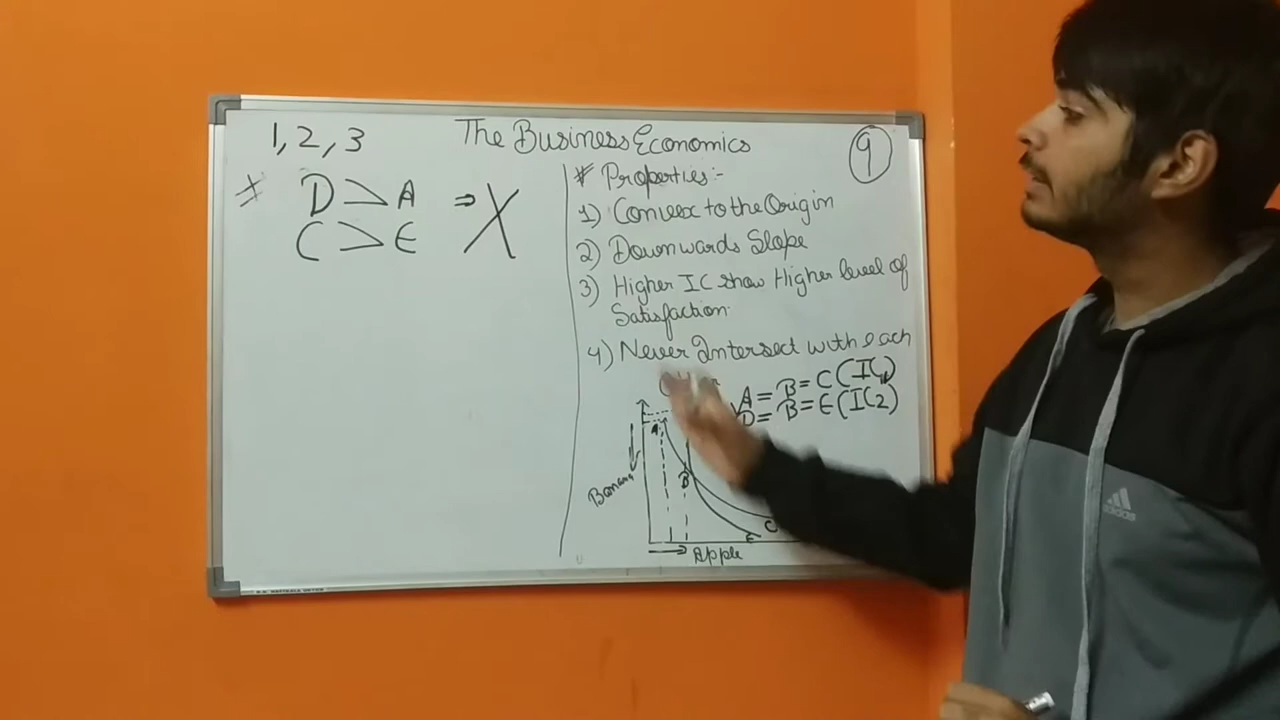 1, 2, 3
The Business Economics
9
# D > A ⇒ X
C > E
# Properties:-
1) Convex to the Origin
2) Downwards Slope
3) Higher IC show Higher level of
Satisfaction.
4) Never Intersect with each
A = B = C (IC1)
D = B = E (IC2)
A
B
C
E
Apple
adidas